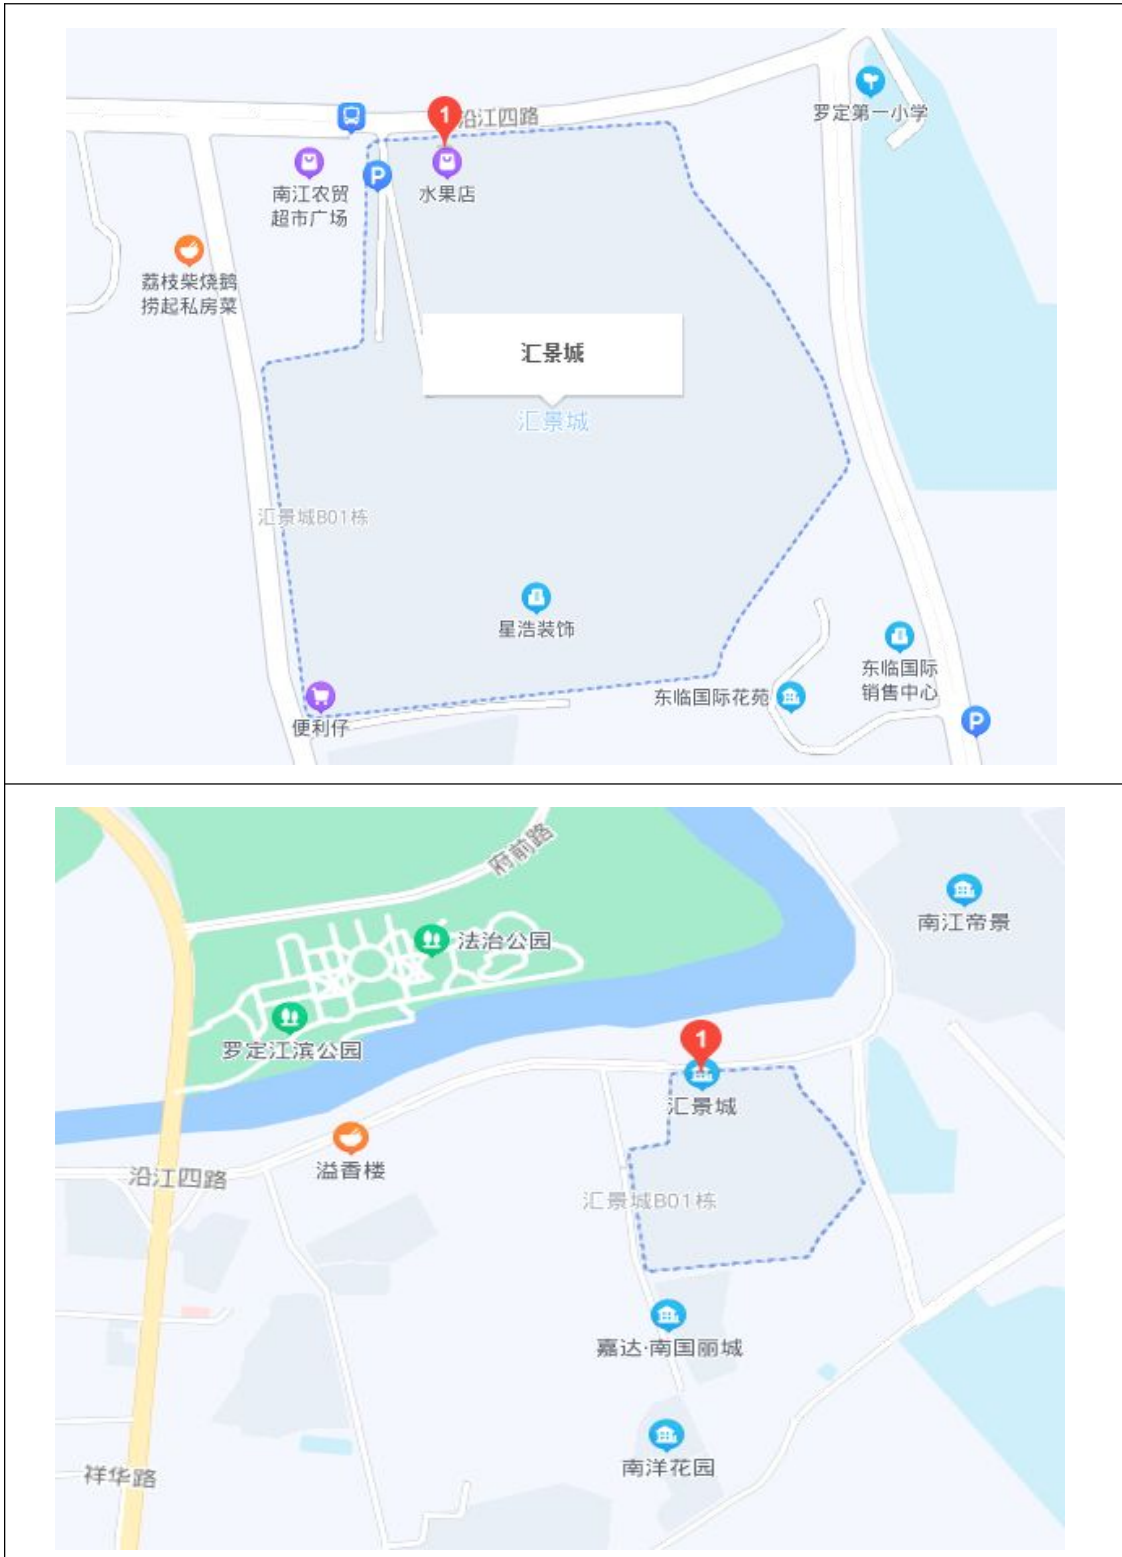 1
沿江四路
罗定第一小学
P
水果店
南江农贸
超市广场
荔枝柴烧鹅
捞起私房菜
汇景城
汇景城
汇景城B01栋
星浩装饰
东临国际
销售中心
东临国际花苑
便利仔
P
府前路
南江帝景
法治公园
罗定江滨公园
1
汇景城
溢香楼
沿江四路
汇景城B01栋
嘉达·南国丽城
南洋花园
祥华路